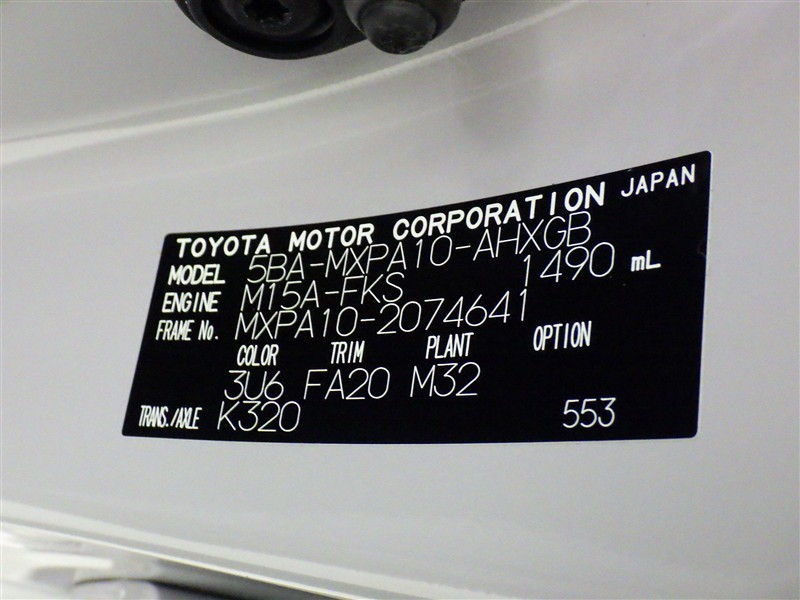 TOYOTA MOTOR CORPORATION JAPAN
MODEL 5BA-MXPA10-AHXGB
ENGINE M15A-FKS 1490 mL
FRAME No. MXPA10-2074641
COLOR TRIM PLANT OPTION
3U6 FA20 M32
TRANS./AXLE K320 553